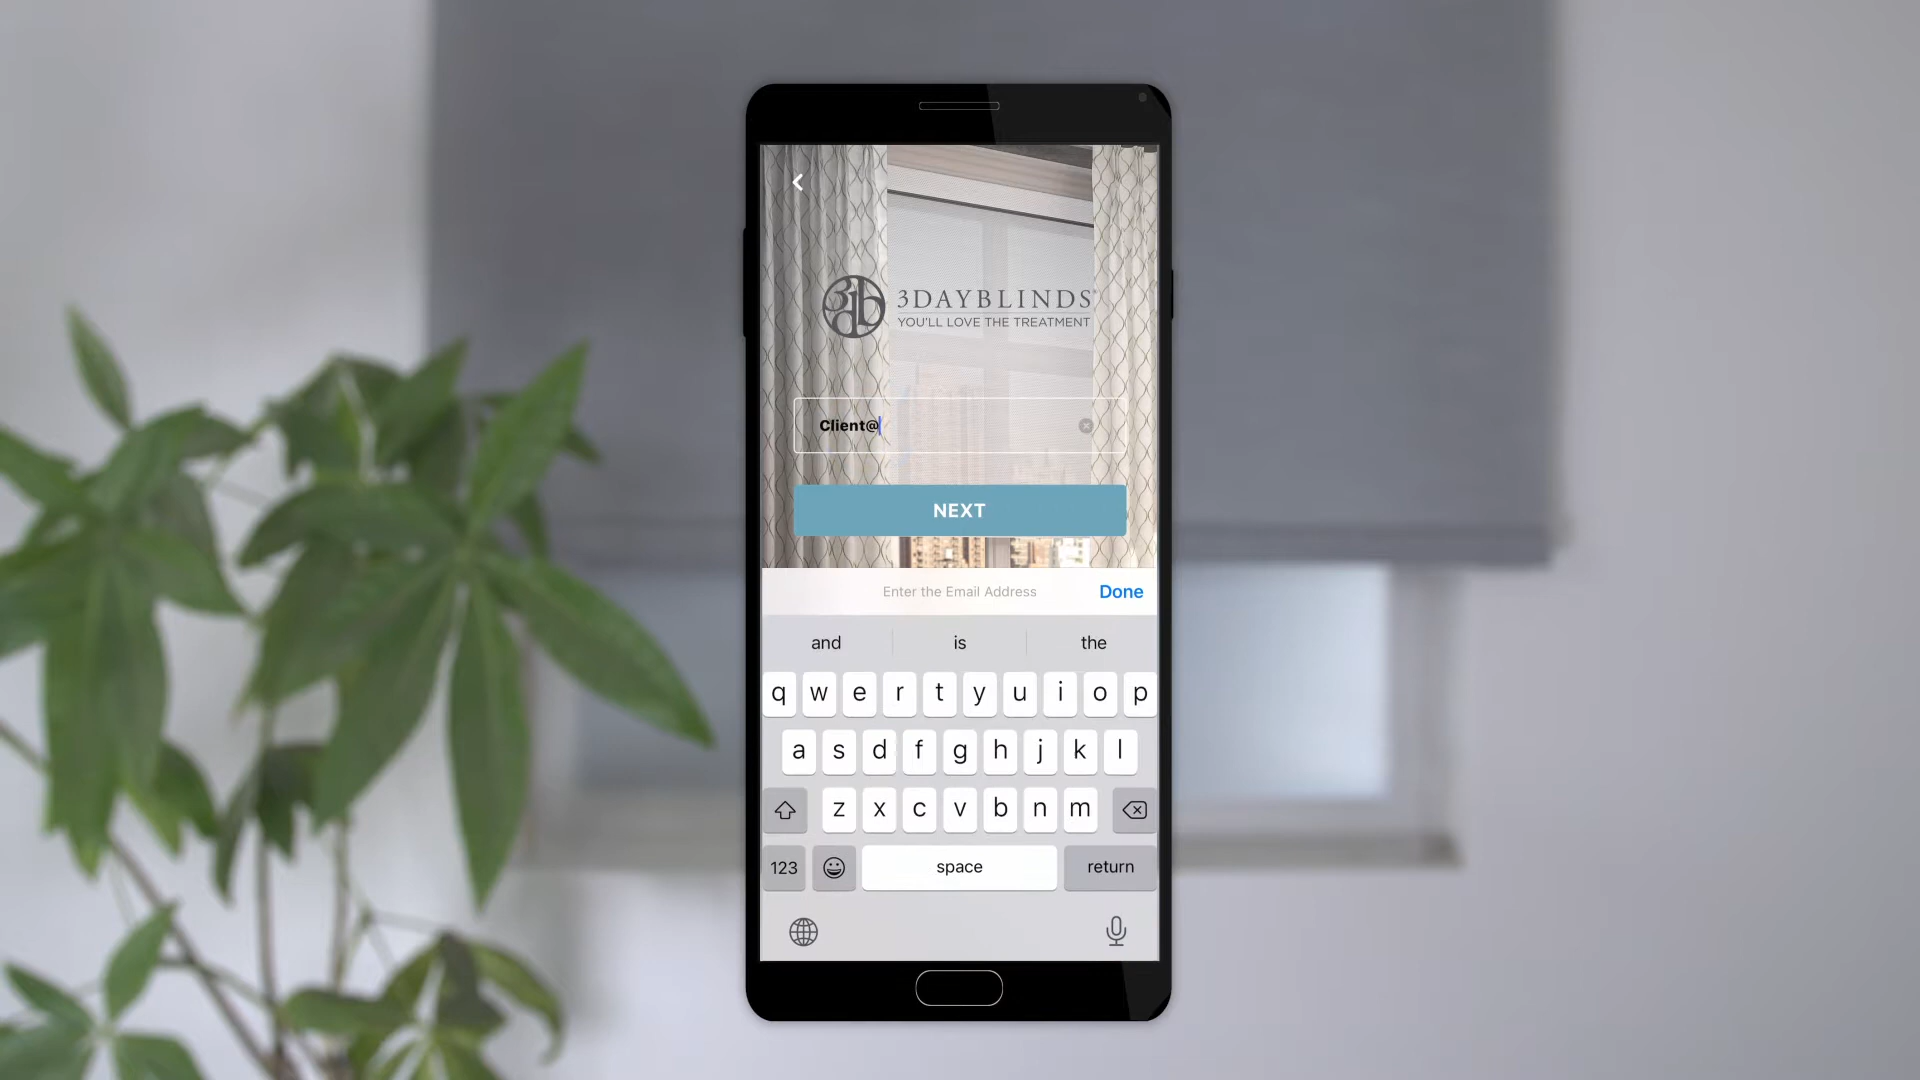 3DAYBLINDS
YOU'LL LOVE THE TREATMENT
Client@
NEXT
Enter the Email Address
Done
and is the
q w e r t y u i o p
a s d f g h j k l
z x c v b n m
123 space return